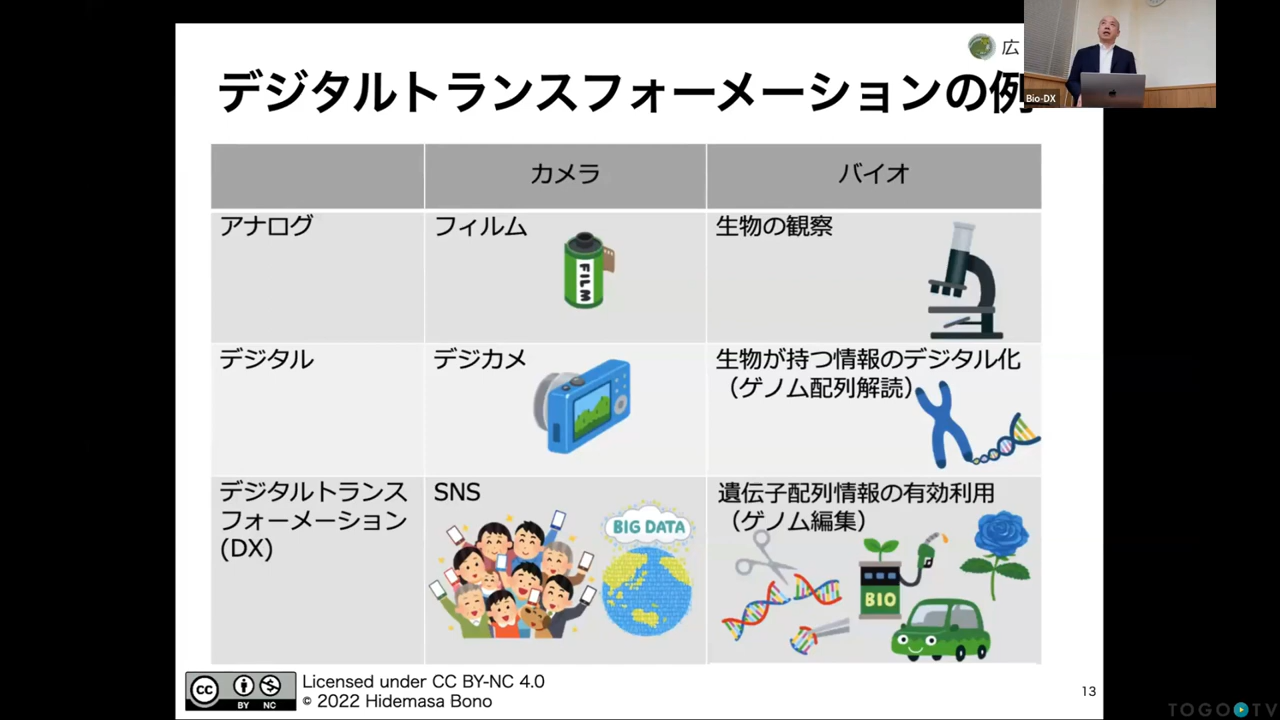 広
デジタルトランスフォーメーションの例
Bio-DX
カメラ
バイオ
アナログ
フィルム
FILM
生物の観察
デジタル
デジカメ
生物が持つ情報のデジタル化
（ゲノム配列解読）
デジタルトランス
フォーメーション
(DX)
SNS
BIG DATA
遺伝子配列情報の有効利用
（ゲノム編集）
BIO
cc
BY NC
Licensed under CC BY-NC 4.0
© 2022 Hidemasa Bono
13
TOGO TV